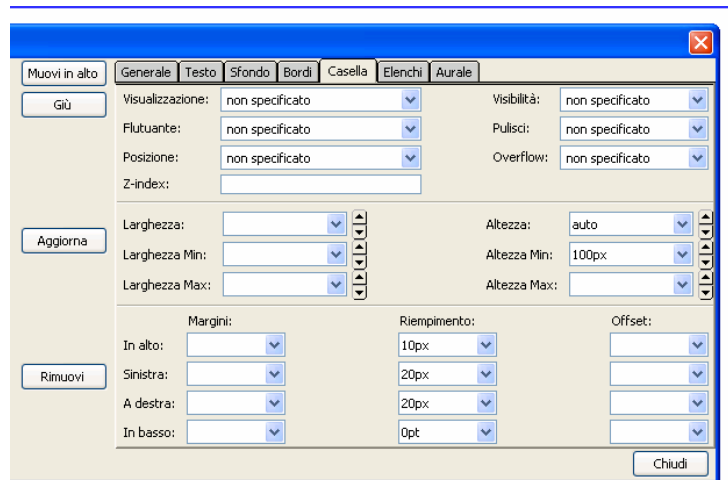 Muovi in alto Generale Testo Sfondo Bordi Casella Elenchi Aurale
Giù Visualizzazione: non specificato Visibilità: non specificato
Flutuante: non specificato Pulisci: non specificato
Posizione: non specificato Overflow: non specificato
Z-index:
Larghezza: Altezza: auto
Aggiorna
Larghezza Min: Altezza Min: 100px
Larghezza Max: Altezza Max:
Margini: Riempimento: Offset:
In alto: 10px
Rimuovi Sinistra: 20px
A destra: 20px
In basso: 0pt
Chiudi